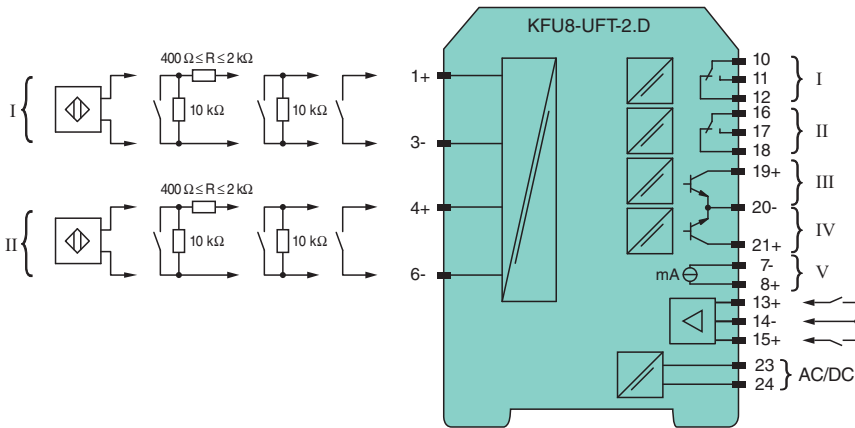 KFU8-UFT-2.D
400 Ω ≤ R ≤ 2 kΩ
I
10 kΩ
10 kΩ
1+
3-
400 Ω ≤ R ≤ 2 kΩ
II
10 kΩ
10 kΩ
4+
6-
10
11
12
I
16
17
18
II
19+
III
20-
IV
21+
7-
mA
8+
V
13+
14-
15+
23
24
AC/DC